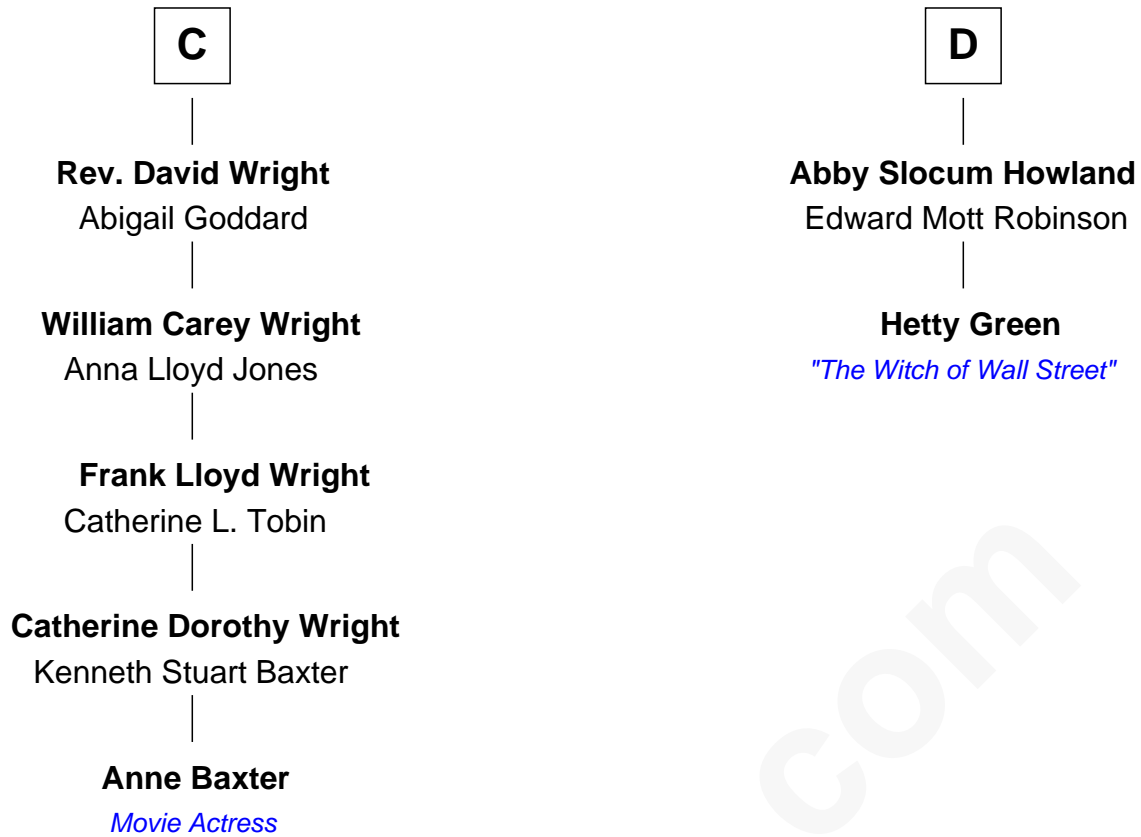 C
Rev. David Wright
Abigail Goddard
William Carey Wright
Anna Lloyd Jones
Frank Lloyd Wright
Catherine L. Tobin
Catherine Dorothy Wright
Kenneth Stuart Baxter
Anne Baxter
Movie Actress
D
Abby Slocum Howland
Edward Mott Robinson
Hetty Green
"The Witch of Wall Street"
com